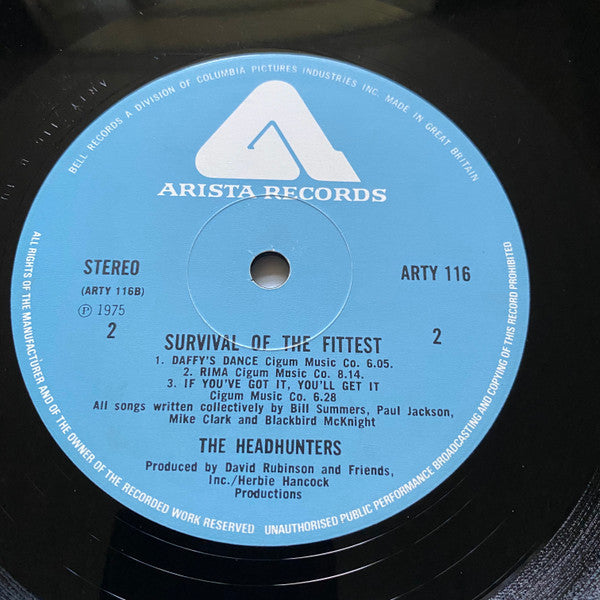 BELL RECORDS A DIVISION OF COLUMBIA PICTURES INDUSTRIES INC. MADE IN GREAT BRITAIN
ARISTA RECORDS
STEREO
ARTY 116
(ARTY 116B)
Ⓟ 1975
2
2
SURVIVAL OF THE FITTEST
1. DAFFY'S DANCE Cigum Music Co. 6.05.
2. RIMA Cigum Music Co. 8.14.
3. IF YOU'VE GOT IT, YOU'LL GET IT
Cigum Music Co. 6.28
All songs written collectively by Bill Summers, Paul Jackson,
Mike Clark and Blackbird McKnight
THE HEADHUNTERS
Produced by David Rubinson and Friends,
Inc./Herbie Hancock
Productions
ALL RIGHTS OF THE MANUFACTURER AND OF THE OWNER OF THE RECORDED WORK RESERVED UNAUTHORISED PUBLIC PERFORMANCE BROADCASTING AND COPYING OF THIS RECORD PROHIBITED